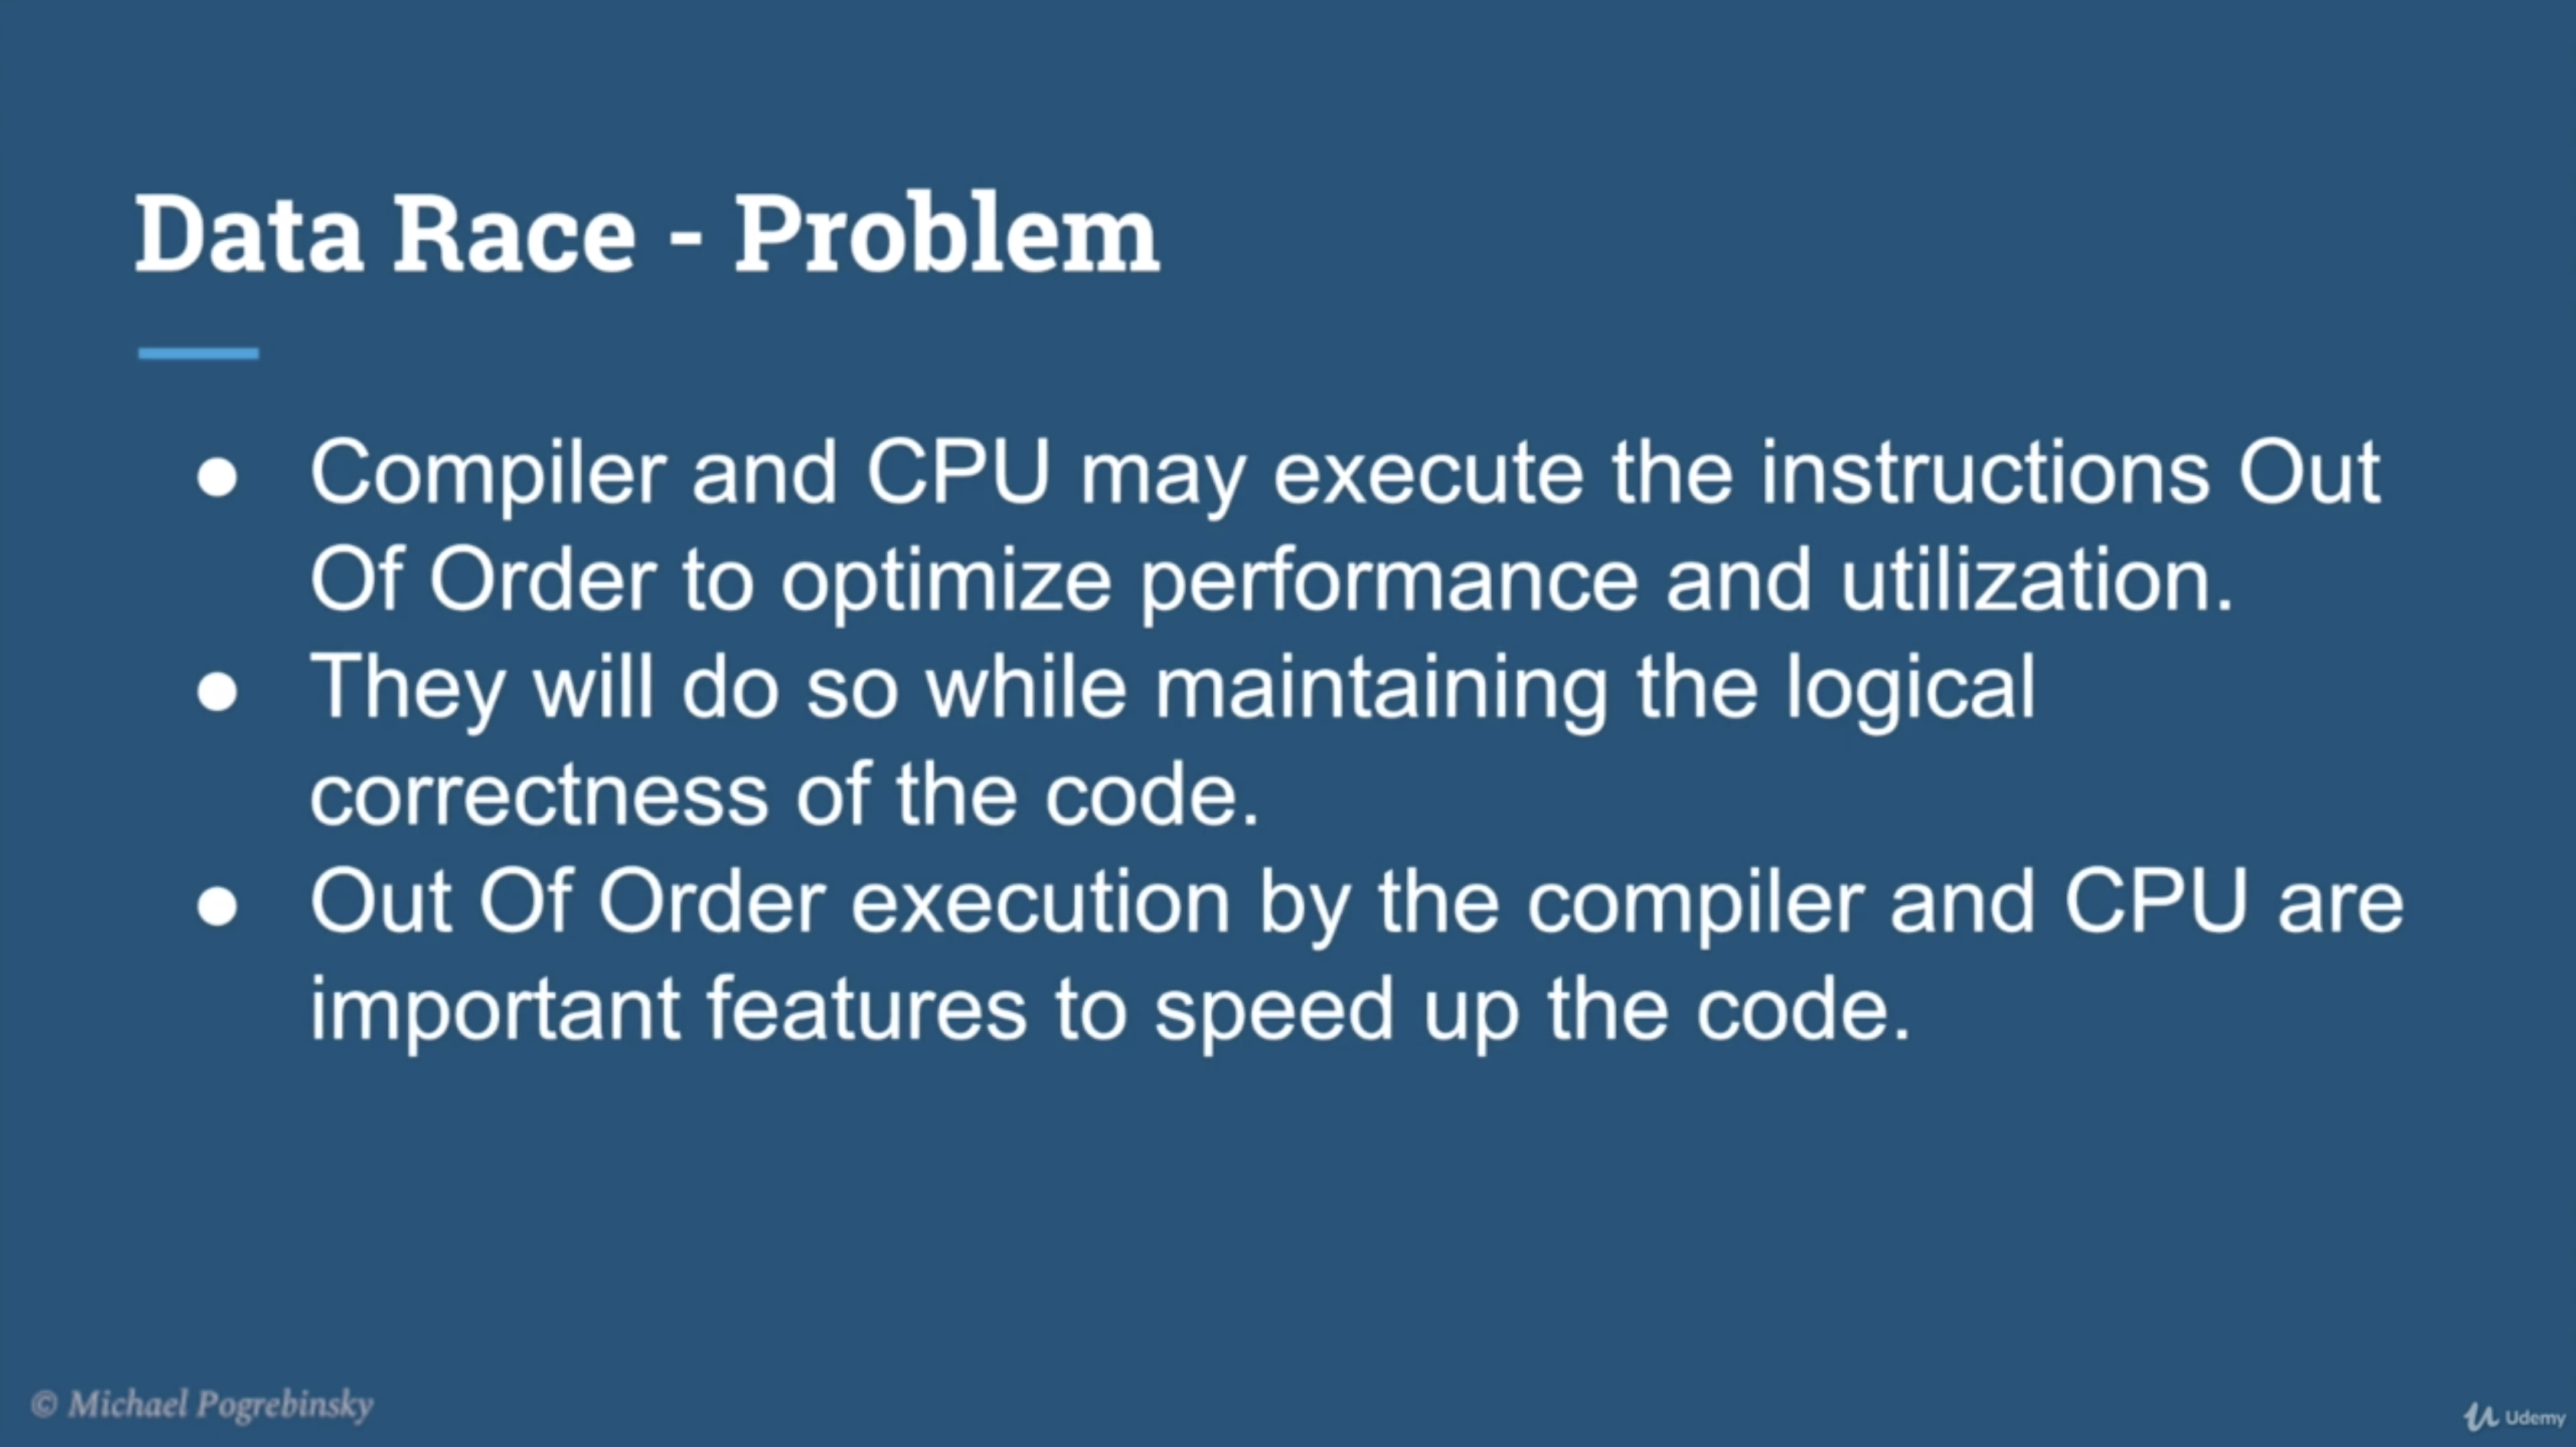 Data Race - Problem
● Compiler and CPU may execute the instructions Out
Of Order to optimize performance and utilization.
● They will do so while maintaining the logical
correctness of the code.
● Out Of Order execution by the compiler and CPU are
important features to speed up the code.
© Michael Pogrebinsky
Udemy